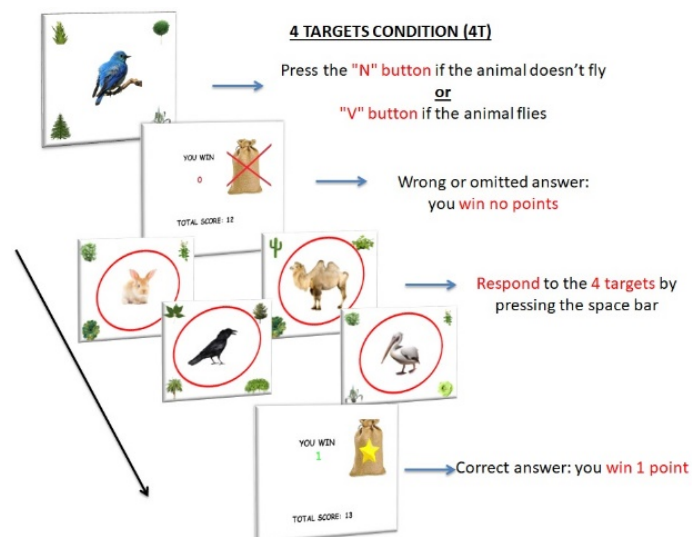 4 TARGETS CONDITION (4T)
Press the "N" button if the animal doesn't fly
or
"V" button if the animal flies
YOU WIN
0
TOTAL SCORE: 12
Wrong or omitted answer:
you win no points
Respond to the 4 targets by
pressing the space bar
YOU WIN
1
TOTAL SCORE: 13
Correct answer: you win 1 point